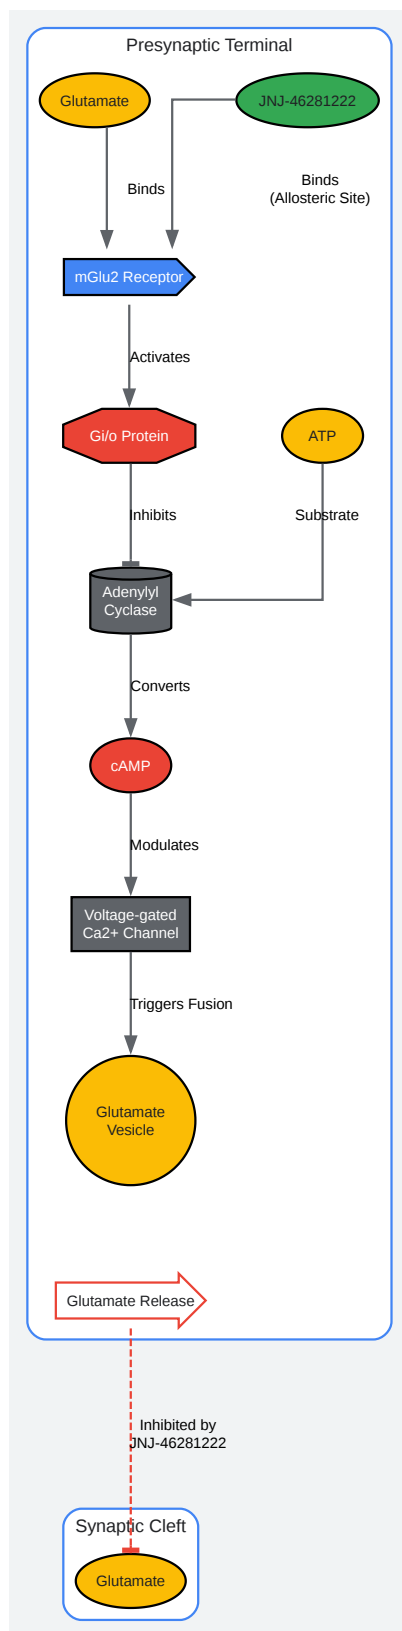 Presynaptic Terminal
Glutamate
JNJ-46281222
Binds
Binds
(Allosteric Site)
mGlu2 Receptor
Activates
Gi/o Protein
ATP
Inhibits
Substrate
Adenylyl
Cyclase
Converts
cAMP
Modulates
Voltage-gated
Ca2+ Channel
Triggers Fusion
Glutamate
Vesicle
Glutamate Release
Inhibited by
JNJ-46281222
Synaptic Cleft
Glutamate